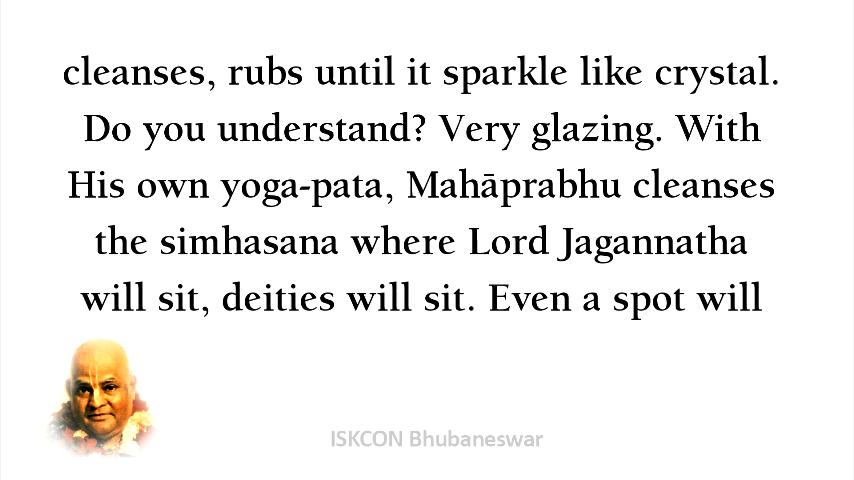 cleanses, rubs until it sparkle like crystal.
Do you understand? Very glazing. With
His own yoga-pata, Mahāprabhu cleanses
the simhasana where Lord Jagannatha
will sit, deities will sit. Even a spot will
ISKCON Bhubaneswar